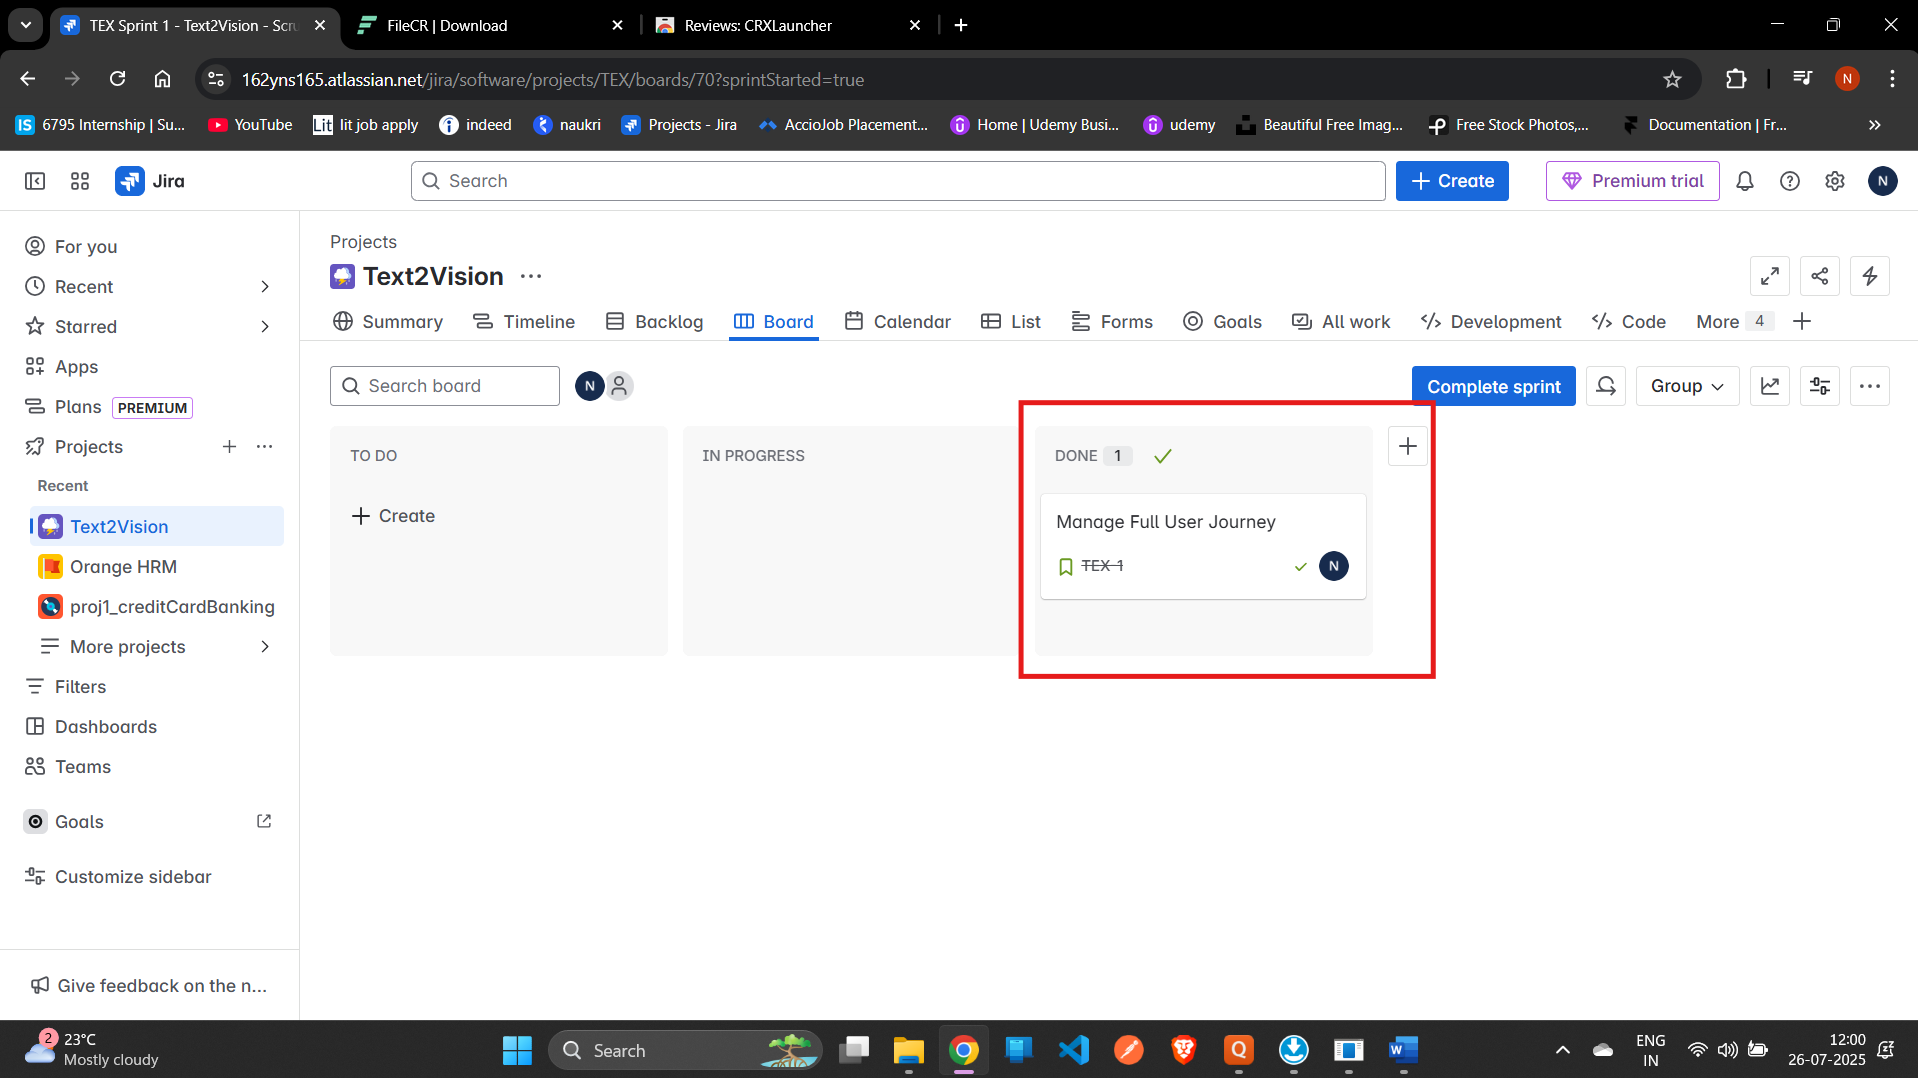 TEX Sprint 1 - Text2Vision - Scru
FileCR | Download
Reviews: CRXLauncher
162yns165.atlassian.net/jira/software/projects/TEX/boards/70?sprintStarted=true
N
IS 6795 Internship | Su...
YouTube
Lit lit job apply
indeed
naukri
Projects - Jira
AccioJob Placement...
Home | Udemy Busi...
udemy
Beautiful Free Imag...
Free Stock Photos,...
Documentation | Fr...
Jira
Search
Create
Premium trial
N
For you
Recent
Starred
Apps
Plans PREMIUM
Projects
Recent
Text2Vision
Orange HRM
proj1_creditCardBanking
More projects
Filters
Dashboards
Teams
Goals
Customize sidebar
Give feedback on the n...
Projects
Text2Vision
Summary
Timeline
Backlog
Board
Calendar
List
Forms
Goals
All work
Development
Code
More 4
Search board
N
Complete sprint
Group
TO DO
Create
IN PROGRESS
DONE 1
Manage Full User Journey
TEX-1
N
2
23°C
Mostly cloudy
Search
Q
W
ENG
IN
12:00
26-07-2025